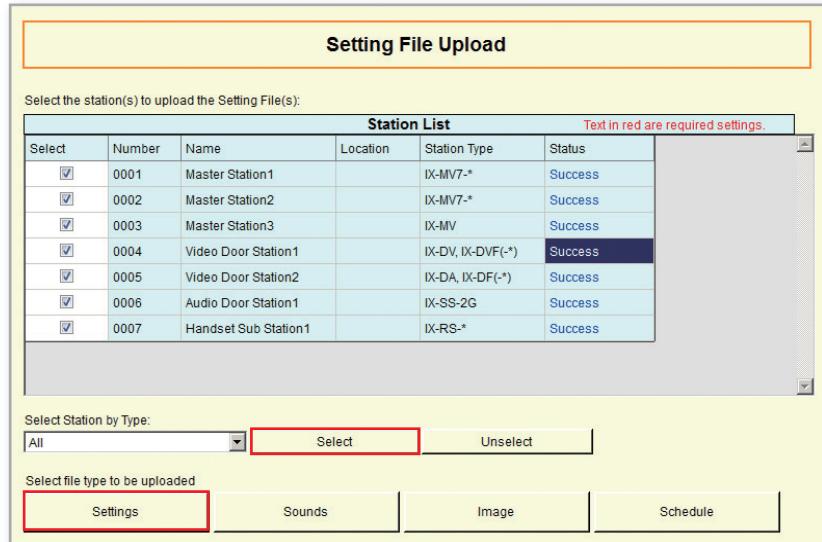 Setting File Upload
Select the station(s) to upload the Setting File(s):
Station List Text in red are required settings.
Select Number Name Location Station Type Status
0001 Master Station1 IX-MV7-* Success
0002 Master Station2 IX-MV7-* Success
0003 Master Station3 IX-MV Success
0004 Video Door Station1 IX-DV, IX-DVF(-*) Success
0005 Video Door Station2 IX-DA, IX-DF(-*) Success
0006 Audio Door Station1 IX-SS-2G Success
0007 Handset Sub Station1 IX-RS-* Success
Select Station by Type:
All Select Unselect
Select file type to be uploaded
Settings Sounds Image Schedule